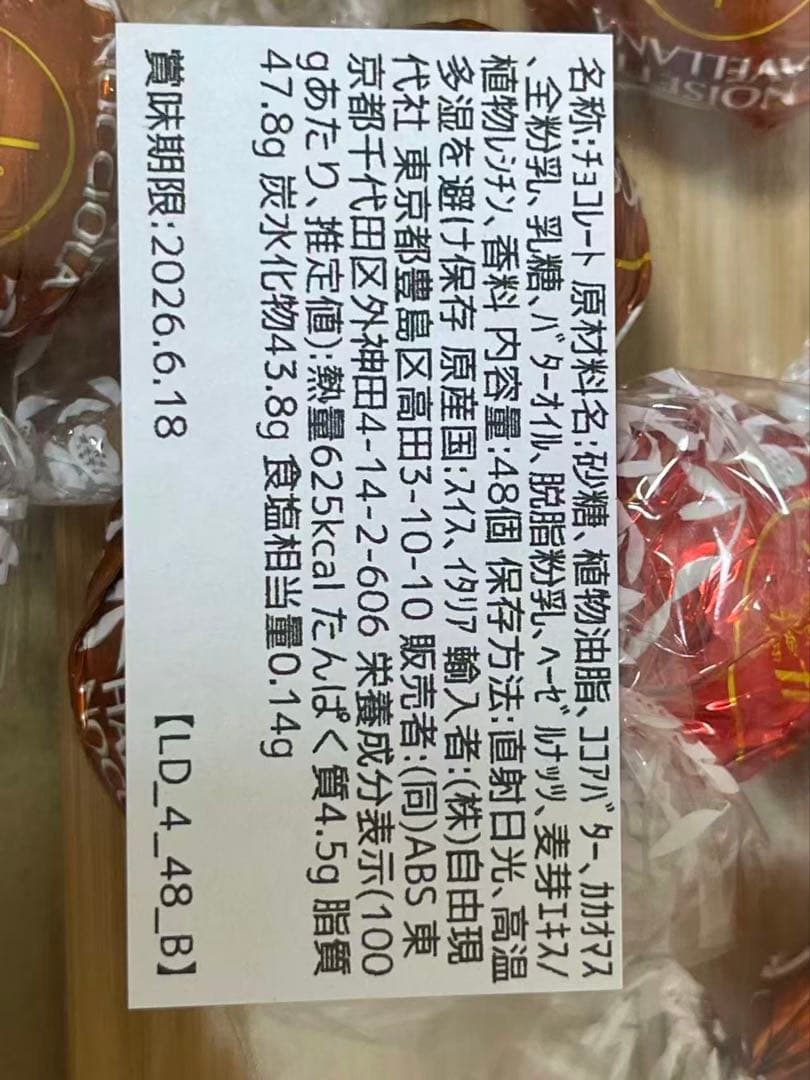 名称:ﾁｮｺﾚｰﾄ 原材料名:砂糖、植物油脂、ｺｺｱﾊﾞﾀｰ、ｶｶｵﾏｽ
、全粉乳、乳糖、ﾊﾞﾀｰｵｲﾙ、脱脂粉乳、ﾍｰｾﾞﾙﾅｯﾂ、麦芽ｴｷｽ/
植物ﾚｼﾁﾝ、香料 内容量:48個 保存方法:直射日光、高温
多湿を避け保存 原産国:ｽｲｽ、ｲﾀﾘｱ 輸入者:(株)自由現
代社 東京都豊島区高田3-10-10 販売者:(同)ABS 東
京都千代田区外神田4-14-2-606 栄養成分表示(100
gあたり、推定値):熱量625kcal たんぱく質4.5g 脂質
47.8g 炭水化物43.8g 食塩相当量0.14g
賞味期限:2026.6.18 【LD_4_48_B】